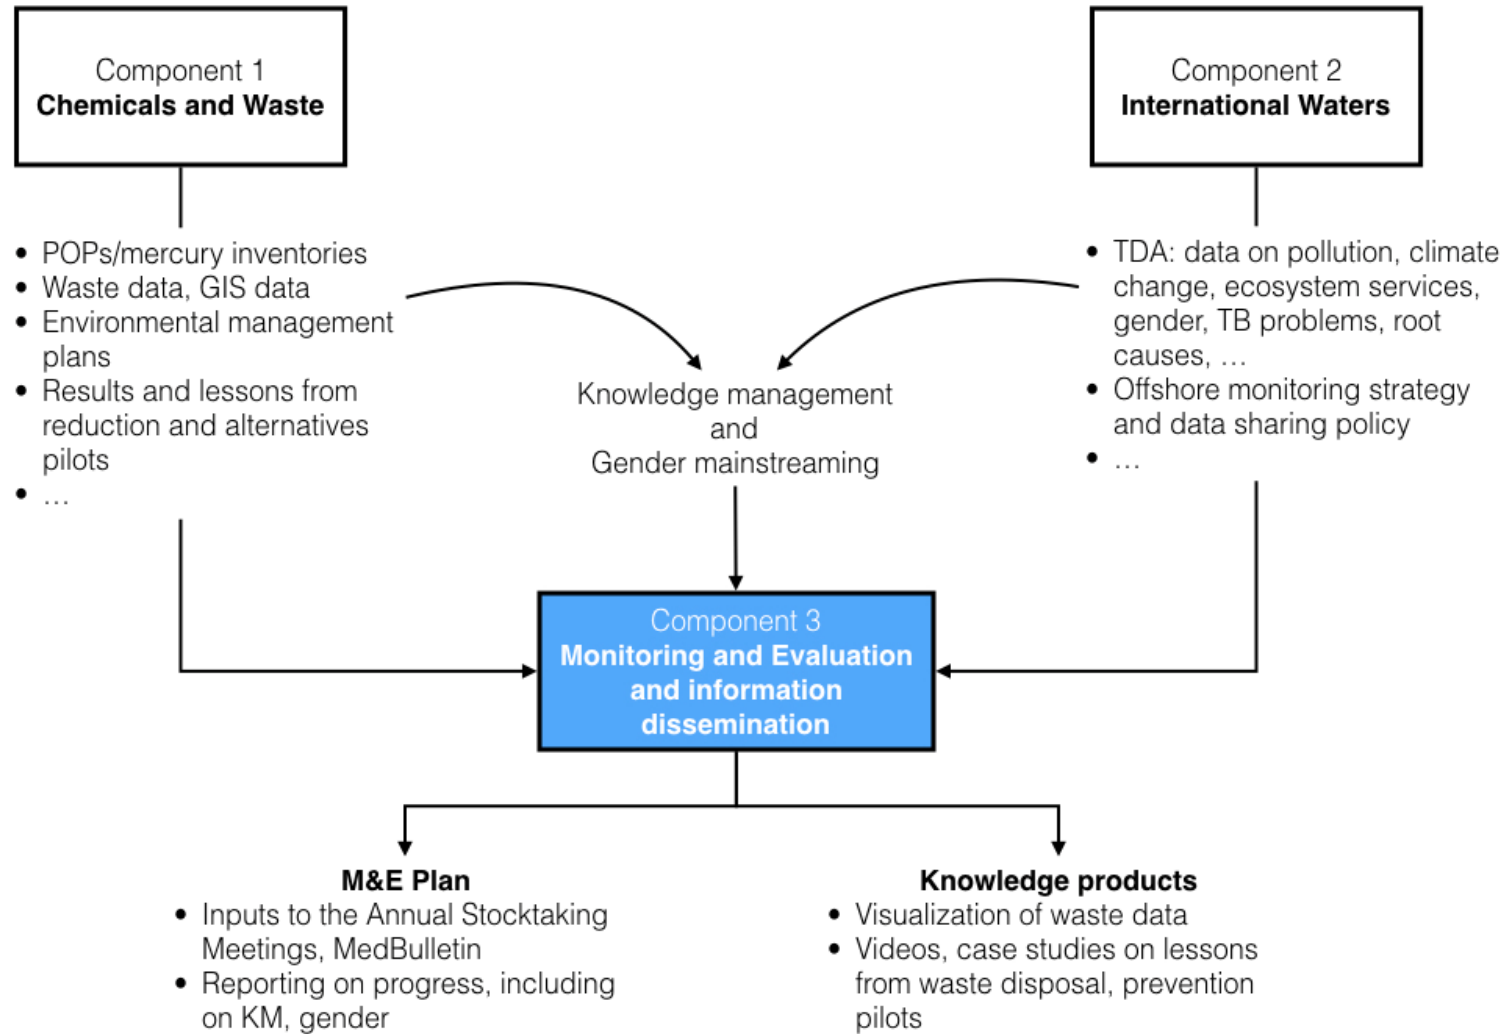 Component 1
Chemicals and Waste
Component 2
International Waters
• POPs/mercury inventories
• Waste data, GIS data
• Environmental management
plans
• Results and lessons from
reduction and alternatives
pilots
• …
• TDA: data on pollution, climate
change, ecosystem services,
gender, TB problems, root
causes, …
• Offshore monitoring strategy
and data sharing policy
• …
Knowledge management
and
Gender mainstreaming
Component 3
Monitoring and Evaluation
and information
dissemination
M&E Plan
• Inputs to the Annual Stocktaking
Meetings, MedBulletin
• Reporting on progress, including
on KM, gender
Knowledge products
• Visualization of waste data
• Videos, case studies on lessons
from waste disposal, prevention
pilots